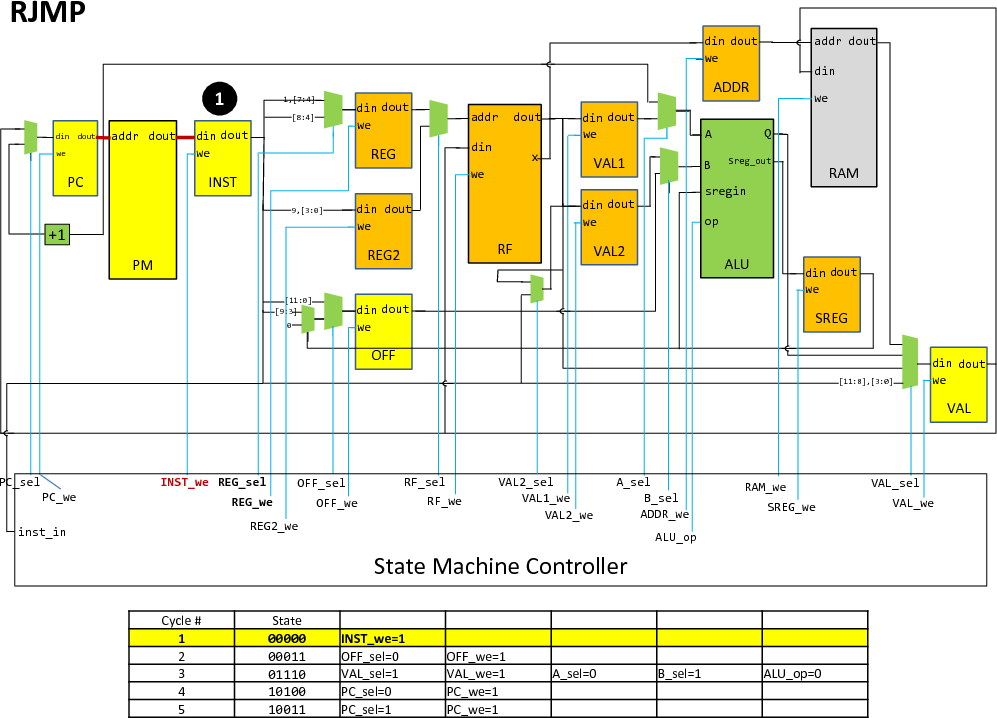 RJMP
1
din dout
we
PC
addr dout
PM
din dout
we
INST
+1
1,[7:4]
[8:4]
din dout
we
REG
9,[3:0]
din dout
we
REG2
[11:0]
[9:3]
0
din dout
we
OFF
addr dout
din
x
we
RF
din dout
we
VAL1
din dout
we
VAL2
din dout
we
ADDR
A Q
B Sreg_out
sregin
op
ALU
addr dout
din
we
RAM
din dout
we
SREG
[11:8],[3:0]
din dout
we
VAL
PC_sel
PC_we
INST_we
REG_sel
REG_we
REG2_we
OFF_sel
OFF_we
RF_sel
RF_we
VAL2_sel
VAL1_we
VAL2_we
A_sel
B_sel
ADDR_we
ALU_op
RAM_we
SREG_we
VAL_sel
VAL_we
inst_in
State Machine Controller
Cycle # State
1 00000 INST_we=1
2 00011 OFF_sel=0 OFF_we=1
3 01110 VAL_sel=1 VAL_we=1 A_sel=0 B_sel=1 ALU_op=0
4 10100 PC_sel=0 PC_we=1
5 10011 PC_sel=1 PC_we=1